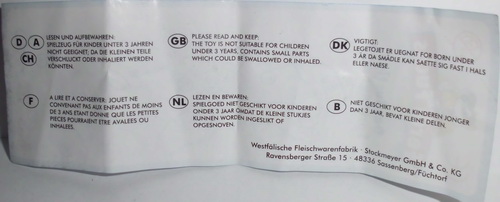 D A CH
LESEN UND AUFBEWAHREN:
SPIELZEUG FÜR KINDER UNTER 3 JAHREN
NICHT GEEIGNET, DA DIE KLEINEN TEILE
VERSCHLUCKT ODER INHALIERT WERDEN
KÖNNTEN.
GB
PLEASE READ AND KEEP:
THE TOY IS NOT SUITABLE FOR CHILDREN
UNDER 3 YEARS, CONTAINS SMALL PARTS
WHICH COULD BE SWALLOWED OR INHALED.
DK
VIGTIGT:
LEGETOJET ER UEGNAT FOR BORN UNDER
3 ÅR DA SMÅDLE KAN SAETTE SIG FAST I HALS
ELLER NAESE.
F
A LIRE ET A CONSERVER: JOUET NE
CONVENANT PAS AUX ENFANTS DE MOINS
DE 3 ANS ETANT DONNE QUE LES PETITES
PIECES POURRAIENT ETRE AVALEES OU
INHALEES.
NL
LEZEN EN BEWAREN:
SPIELGOED NIET GESCHIKT VOOR KINDEREN
ONDER 3 JAAR OMDAT DE KLEINE STUKJES
KUNNEN WORDEN INGESLIKT OF
OPGESNOVEN.
B
NIET GESCHIKT VOOR KINDEREN JONGER
DAN 3 JAAR, BEVAT KLEINE DELEN.
Westfälische Fleischwarenfabrik · Stockmeyer GmbH & Co. KG
Ravensberger Straße 15 · 48336 Sassenberg/Füchtorf